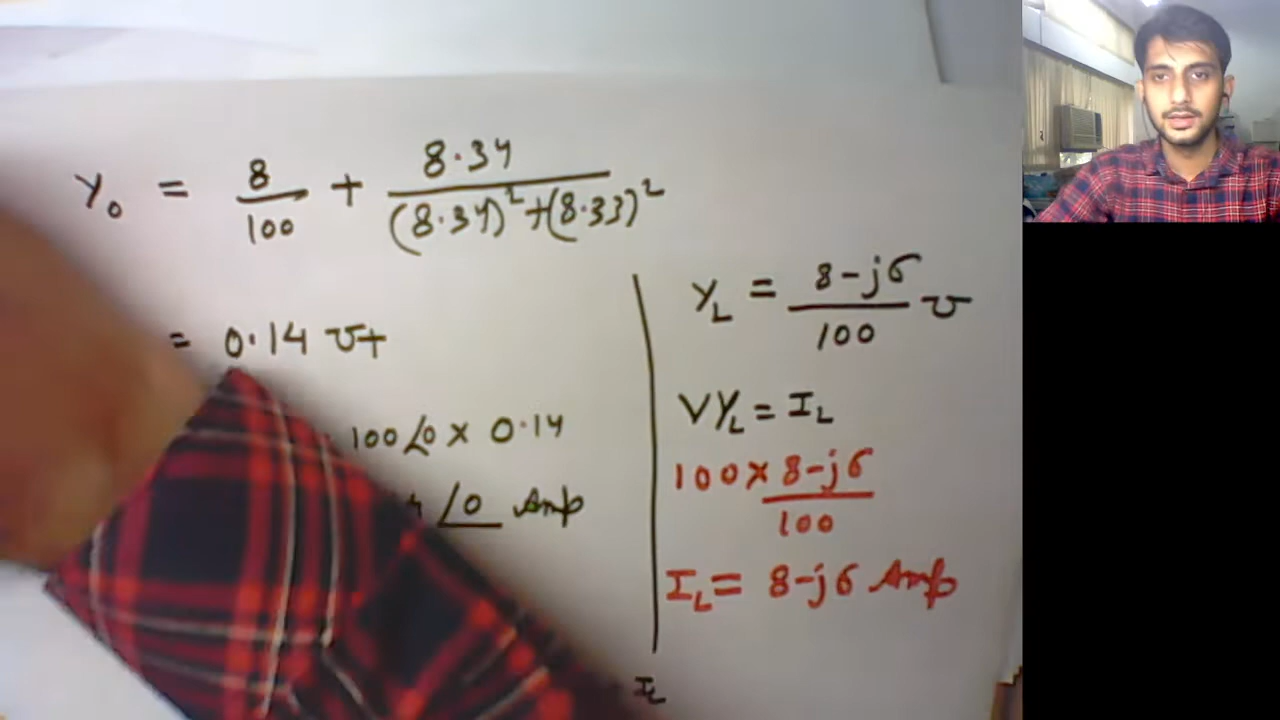 Y₀ = 8/100 + 8.34/((8.34)² + (8.33)²)
= 0.14 ℧
100∠0 × 0.14
∠0 Amp
Y_L = (8-j6)/100 ℧
VY_L = I_L
100 × (8-j6)/100
I_L = 8-j6 Amp
I_L